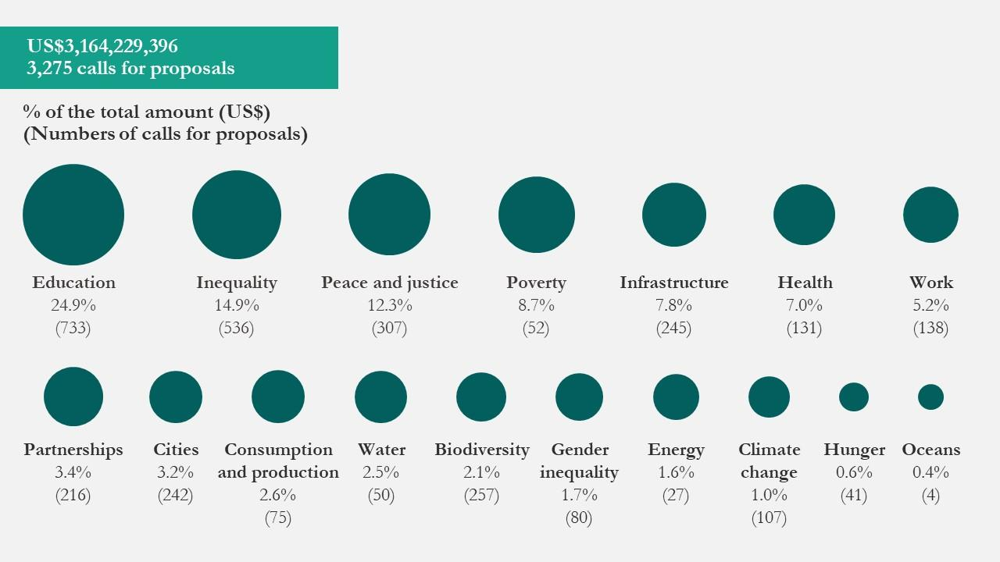 US$3,164,229,396
3,275 calls for proposals
% of the total amount (US$)
(Numbers of calls for proposals)
Education
24.9%
(733)
Inequality
14.9%
(536)
Peace and justice
12.3%
(307)
Poverty
8.7%
(52)
Infrastructure
7.8%
(245)
Health
7.0%
(131)
Work
5.2%
(138)
Partnerships
3.4%
(216)
Cities
3.2%
(242)
Consumption
and production
2.6%
(75)
Water
2.5%
(50)
Biodiversity
2.1%
(257)
Gender
inequality
1.7%
(80)
Energy
1.6%
(27)
Climate
change
1.0%
(107)
Hunger
0.6%
(41)
Oceans
0.4%
(4)